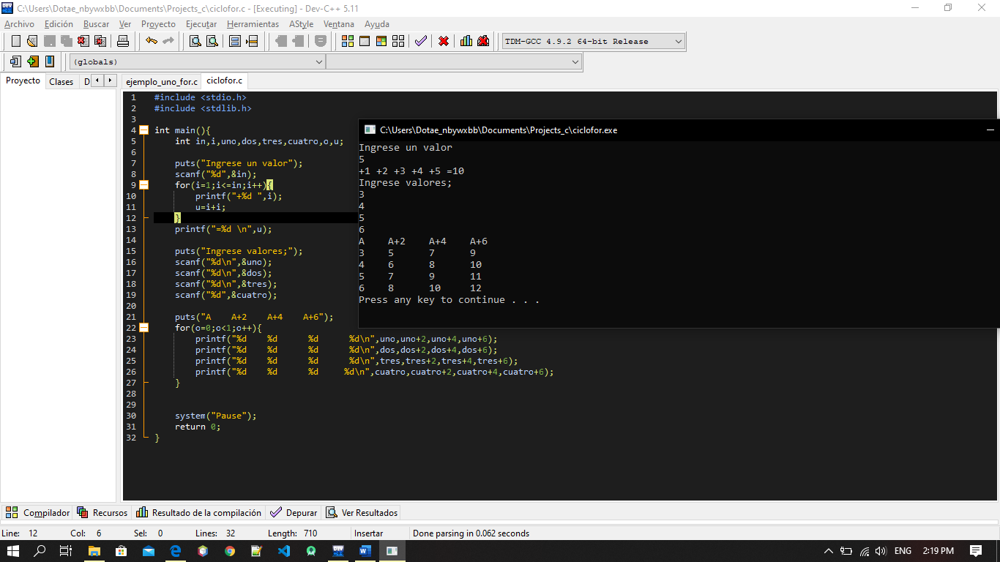 C:\Users\Dotae_nbywxbb\Documents\Projects_c\ciclofor.c - [Executing] - Dev-C++ 5.11
Archivo Edición Buscar Ver Proyecto Ejecutar Herramientas AStyle Ventana Ayuda
TDM-GCC 4.9.2 64-bit Release
(globals)
Proyecto Clases D ejemplo_uno_for.c ciclofor.c
1 #include <stdio.h>
2 #include <stdlib.h>
3
4 int main(){
5 int in,i,uno,dos,tres,cuatro,o,u;
6
7 puts("Ingrese un valor");
8 scanf("%d",&in);
9 for(i=1;i<=in;i++){
10 printf("+%d ",i);
11 u=i+i;
12 }
13 printf("=%d \n",u);
14
15 puts("Ingrese valores;");
16 scanf("%d\n",&uno);
17 scanf("%d\n",&dos);
18 scanf("%d\n",&tres);
19 scanf("%d",&cuatro);
20
21 puts("A    A+2    A+4    A+6");
22 for(o=0;o<1;o++){
23 printf("%d    %d      %d      %d\n",uno,uno+2,uno+4,uno+6);
24 printf("%d    %d      %d      %d\n",dos,dos+2,dos+4,dos+6);
25 printf("%d    %d      %d      %d\n",tres,tres+2,tres+4,tres+6);
26 printf("%d    %d      %d     %d\n",cuatro,cuatro+2,cuatro+4,cuatro+6);
27 }
28
29
30 system("Pause");
31 return 0;
32 }
C:\Users\Dotae_nbywxbb\Documents\Projects_c\ciclofor.exe
Ingrese un valor
5
+1 +2 +3 +4 +5 =10
Ingrese valores;
3
4
5
6
A    A+2    A+4    A+6
3    5      7      9
4    6      8      10
5    7      9      11
6    8      10     12
Press any key to continue . . .
Compilador Recursos Resultado de la compilación Depurar Ver Resultados
Line: 12 Col: 6 Sel: 0 Lines: 32 Length: 710 Insertar Done parsing in 0.062 seconds
ENG 2:19 PM